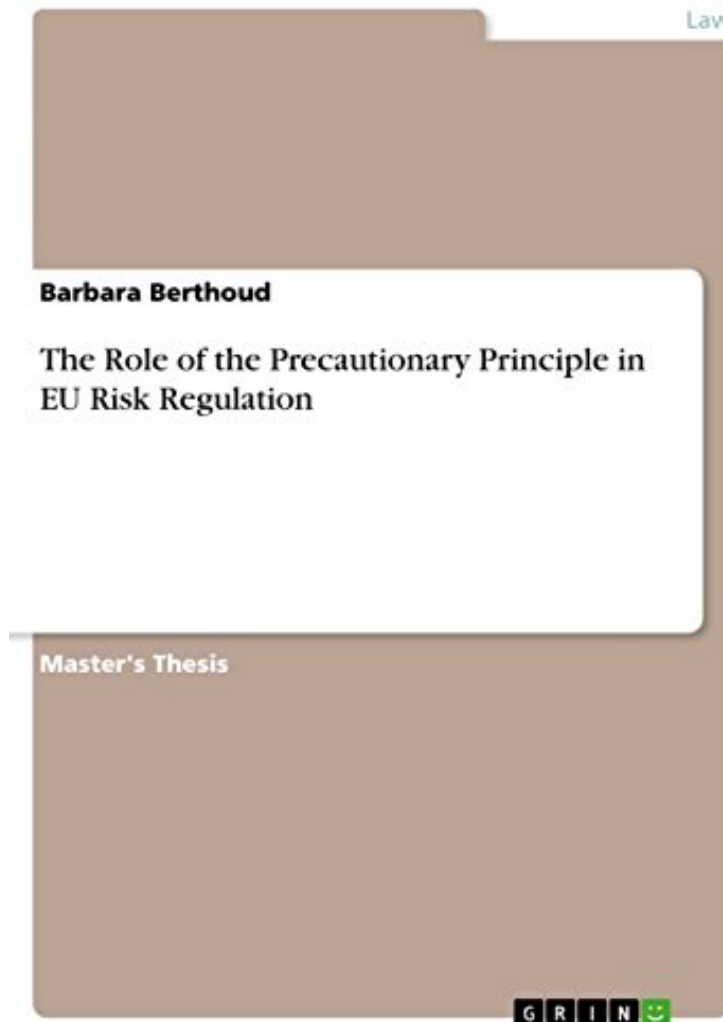 Law
Barbara Berthoud
The Role of the Precautionary Principle in
EU Risk Regulation
Master's Thesis
GRIN